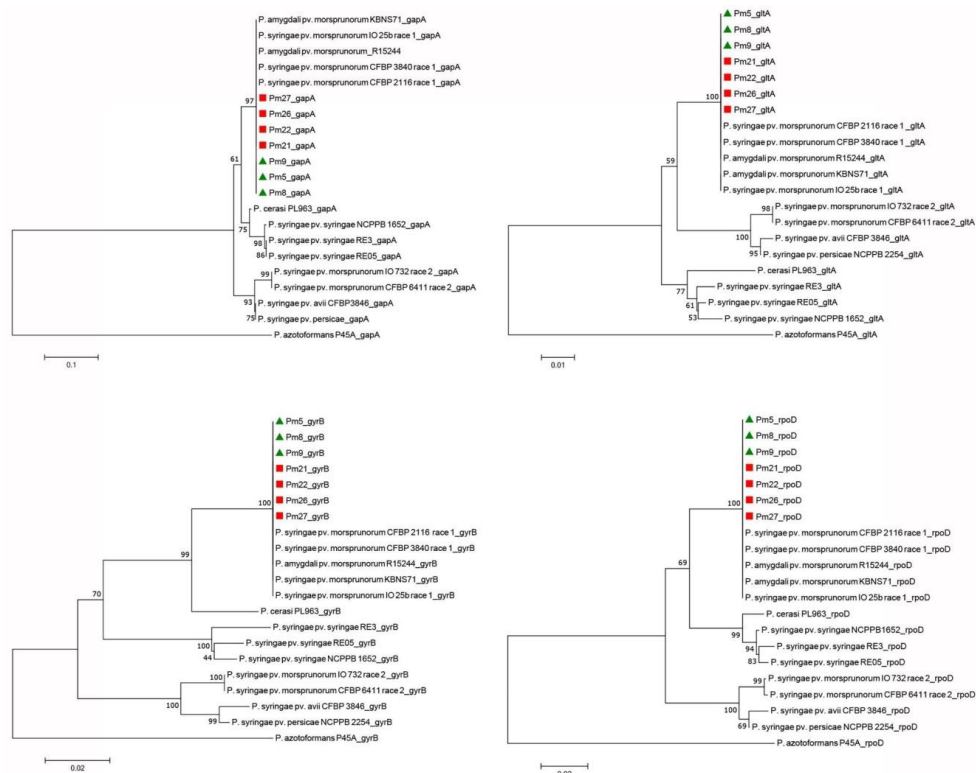 P. amygdali pv. morsprunorum KBNS71_gapA
P. syringae pv. morsprunorum IO 25b race 1_gapA
P. amygdali pv. morsprunorum_R15244
P. syringae pv. morsprunorum CFBP 3840 race 1_gapA
P. syringae pv. morsprunorum CFBP 2116 race 1_gapA
97
Pm27_gapA
Pm26_gapA
Pm22_gapA
Pm21_gapA
Pm9_gapA
61
Pm5_gapA
Pm8_gapA
P. cerasi PL963_gapA
75
P. syringae pv. syringae NCPPB 1652_gapA
98
P. syringae pv. syringae RE3_gapA
86
P. syringae pv. syringae RE05_gapA
99
P. syringae pv. morsprunorum IO 732 race 2_gapA
P. syringae pv. morsprunorum CFBP 6411 race 2_gapA
93
P. syringae pv. avii CFBP3846_gapA
75
P. syringae pv. persicae_gapA
P. azotoformans P45A_gapA
0.1
Pm5_gltA
Pm8_gltA
Pm9_gltA
Pm21_gltA
Pm22_gltA
100
Pm26_gltA
Pm27_gltA
P. syringae pv. morsprunorum CFBP 2116 race 1_gltA
P. syringae pv. morsprunorum CFBP 3840 race 1_gltA
59
P. amygdali pv. morsprunorum R15244_gltA
P. amygdali pv. morsprunorum KBNS71_gltA
P. syringae pv. morsprunorum IO 25b race 1_gltA
98
P. syringae pv. morsprunorum IO 732 race 2_gltA
P. syringae pv. morsprunorum CFBP 6411 race 2_gltA
100
P. syringae pv. avii CFBP 3846_gltA
95
P. syringae pv. persicae NCPPB 2254_gltA
P. cerasi PL963_gltA
77
P. syringae pv. syringae RE3_gltA
61
P. syringae pv. syringae RE05_gltA
53
P. syringae pv. syringae NCPPB 1652_gltA
P. azotoformans P45A_gltA
0.01
Pm5_gyrB
Pm8_gyrB
Pm9_gyrB
Pm21_gyrB
Pm22_gyrB
100
Pm26_gyrB
Pm27_gyrB
P. syringae pv. morsprunorum CFBP 2116 race 1_gyrB
P. syringae pv. morsprunorum CFBP 3840 race 1_gyrB
99
P. amygdali pv. morsprunorum R15244_gyrB
P. syringae pv. morsprunorum KBNS71_gyrB
P. syringae pv. morsprunorum IO 25b race 1_gyrB
70
P. cerasi PL963_gyrB
P. syringae pv. syringae RE3_gyrB
100
P. syringae pv. syringae RE05_gyrB
44
P. syringae pv. syringae NCPPB 1652_gyrB
100
P. syringae pv. morsprunorum IO 732 race 2_gyrB
P. syringae pv. morsprunorum CFBP 6411 race 2_gyrB
100
P. syringae pv. avii CFBP 3846_gyrB
99
P. syringae pv. persicae NCPPB 2254_gyrB
P. azotoformans P45A_gyrB
0.02
Pm5_rpoD
Pm8_rpoD
Pm9_rpoD
Pm21_rpoD
Pm22_rpoD
100
Pm26_rpoD
Pm27_rpoD
P. syringae pv. morsprunorum CFBP 2116 race 1_rpoD
P. syringae pv. morsprunorum CFBP 3840 race 1_rpoD
69
P. amygdali pv. morsprunorum R15244_rpoD
P. amygdali pv. morsprunorum KBNS71_rpoD
P. syringae pv. morsprunorum IO 25b race 1_rpoD
P. cerasi PL963_rpoD
99
P. syringae pv. syringae NCPPB1652_rpoD
94
P. syringae pv. syringae RE3_rpoD
83
P. syringae pv. syringae RE05_rpoD
99
P. syringae pv. morsprunorum IO 732 race 2_rpoD
P. syringae pv. morsprunorum CFBP 6411 race 2_rpoD
100
P. syringae pv. avii CFBP 3846_rpoD
69
P. syringae pv. persicae NCPPB 2254_rpoD
P. azotoformans P45A_rpoD